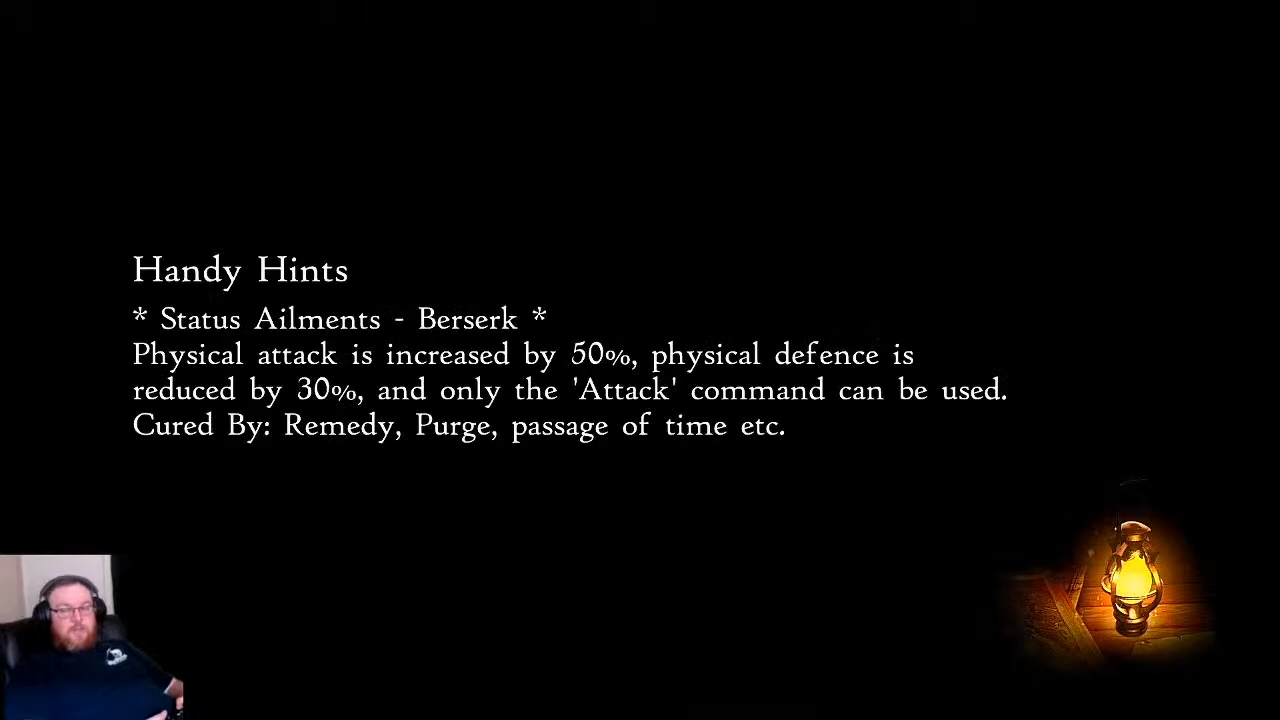 Handy Hints
* Status Ailments - Berserk *
Physical attack is increased by 50%, physical defence is
reduced by 30%, and only the 'Attack' command can be used.
Cured By: Remedy, Purge, passage of time etc.